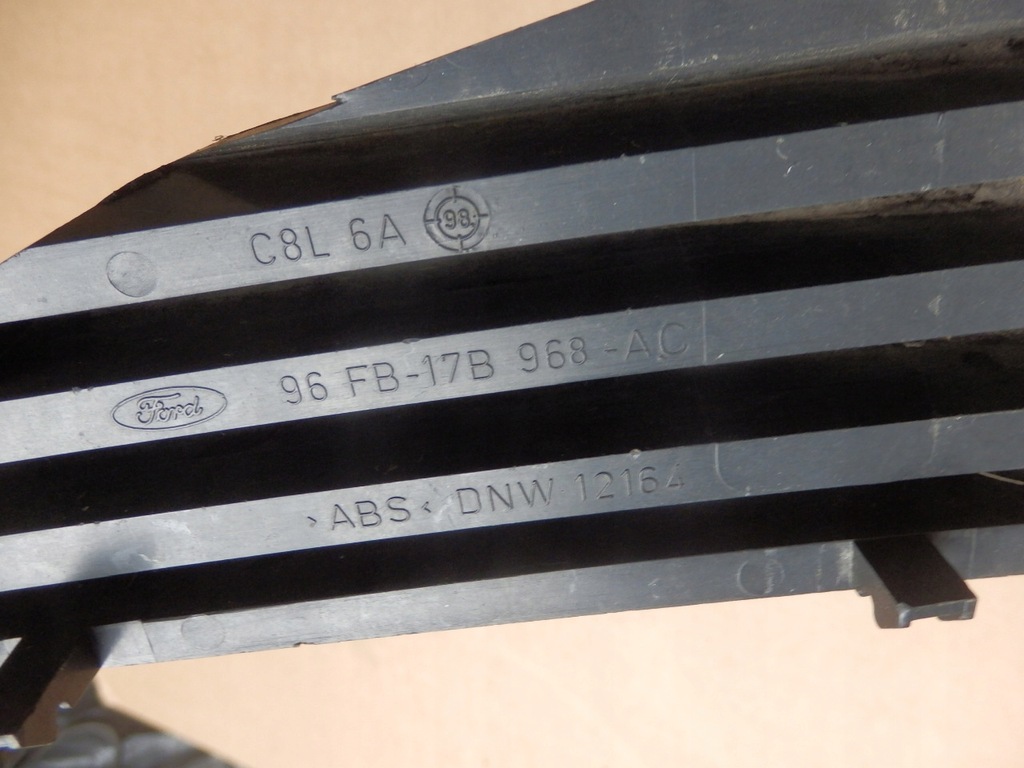 C8L 6A 98
Ford 96 FB-17B 968-AC
>ABS< DNW 12164